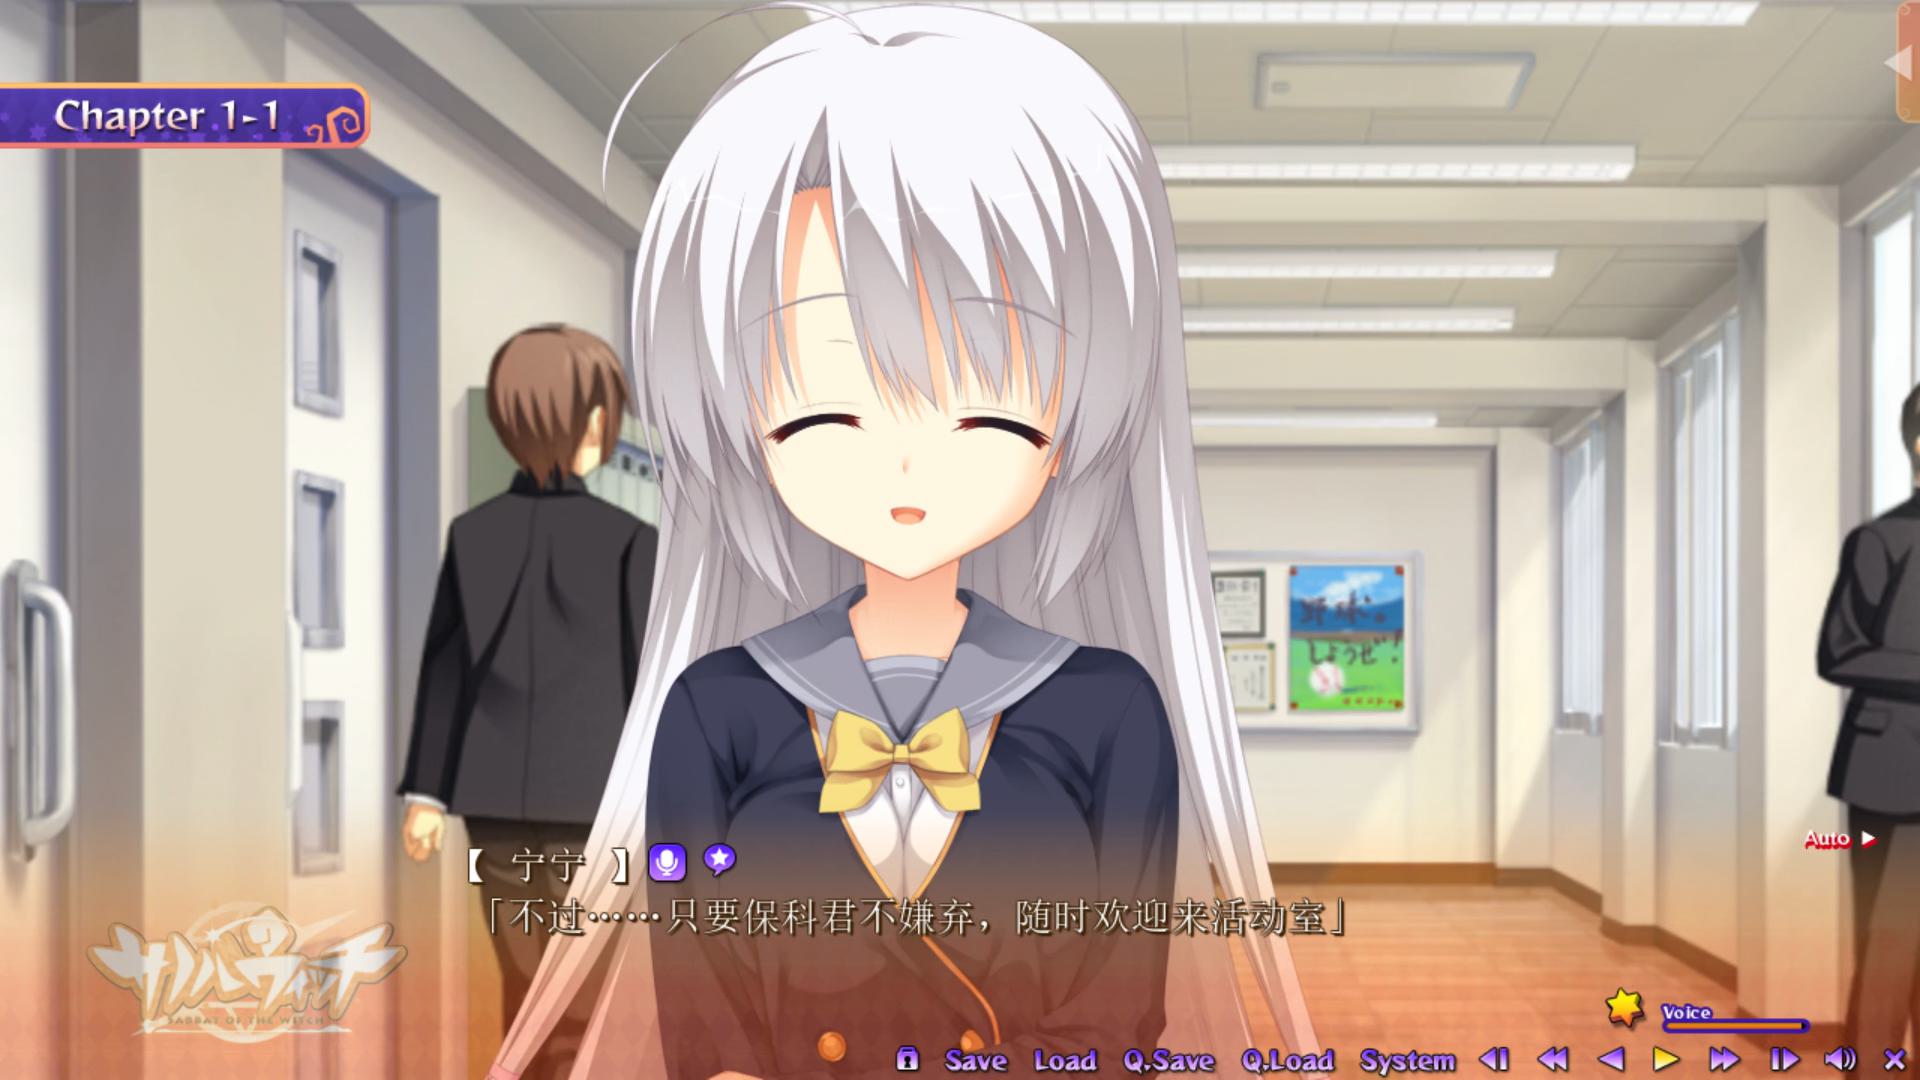 Chapter 1-1
野球。
しようぜ!
【 宁宁 】
「不过……只要保科君不嫌弃，随时欢迎来活动室」
Auto
サノバウィッチ
SABBAT OF THE WITCH
Voice
Save Load Q.Save Q.Load System